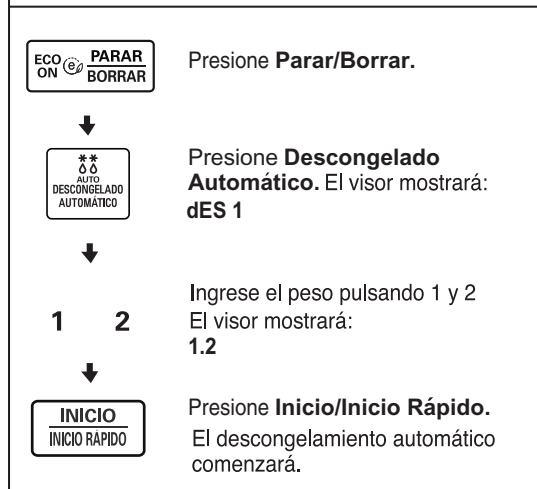 ECO PARAR
ON BORRAR
Presione Parar/Borrar.
AUTO
DESCONGELADO
AUTOMÁTICO
Presione Descongelado
Automático. El visor mostrará:
dES 1
1 2
Ingrese el peso pulsando 1 y 2
El visor mostrará:
1.2
INICIO
INICIO RÁPIDO
Presione Inicio/Inicio Rápido.
El descongelamiento automático
comenzará.